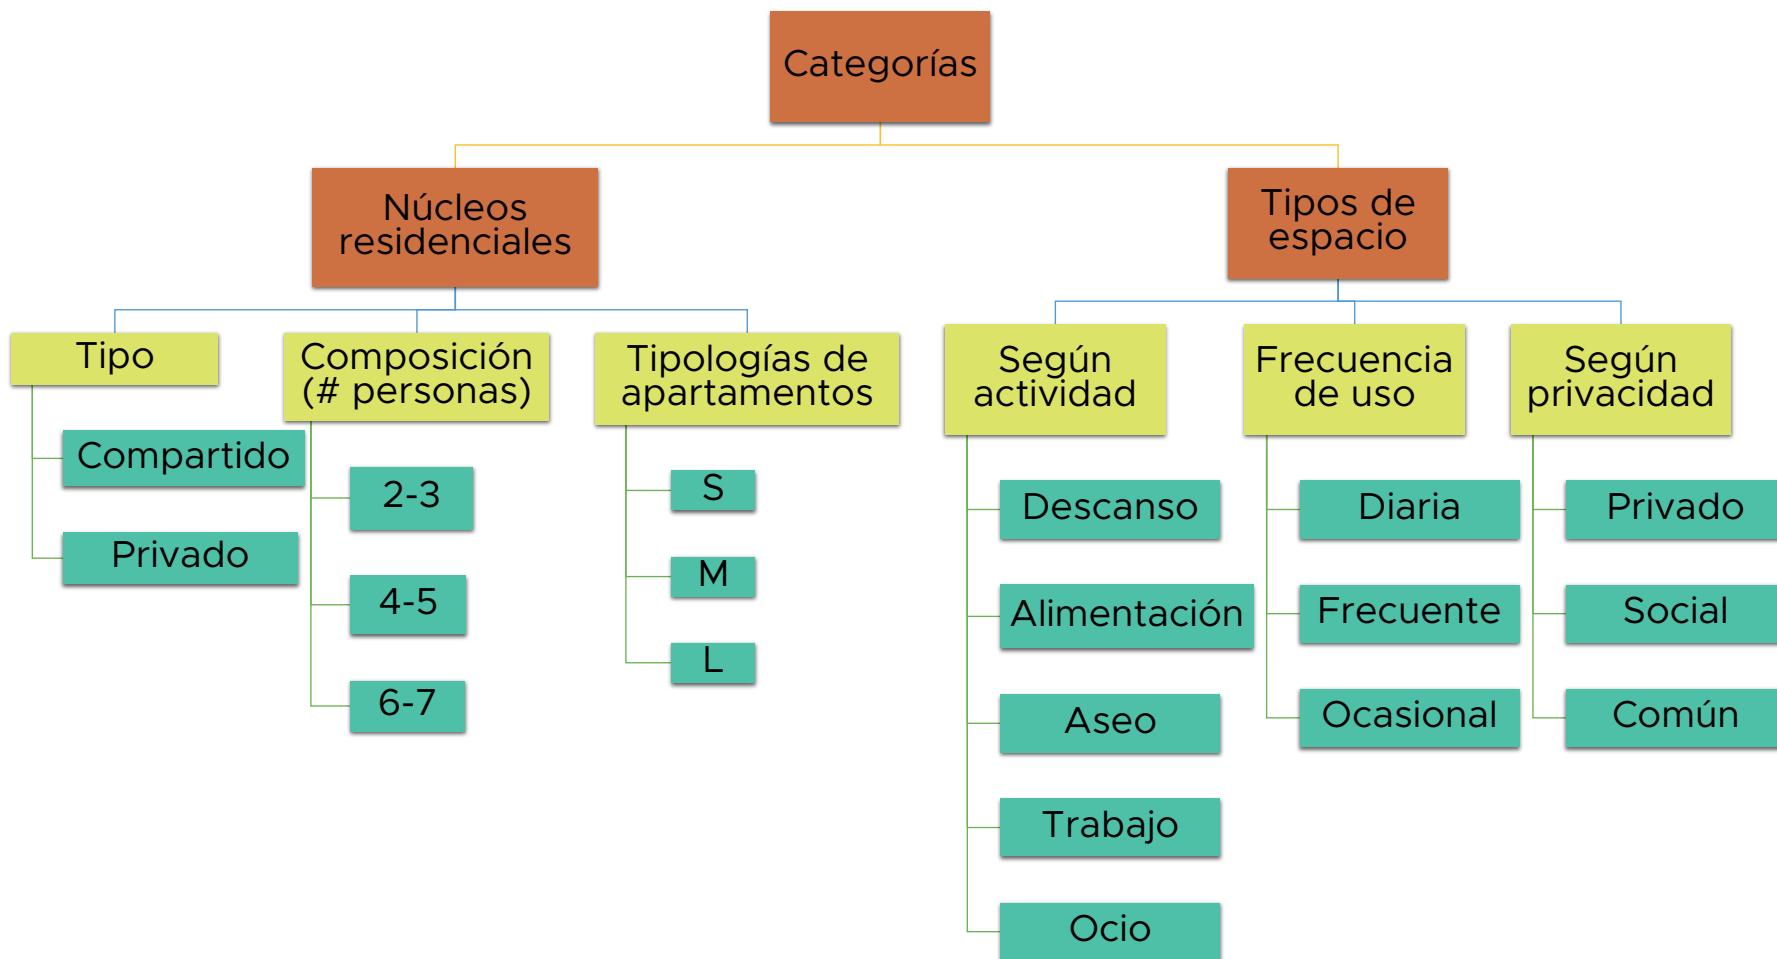 Categorías
Núcleos
residenciales
Tipos de
espacio
Tipo
Compartido
Privado
Composición
(# personas)
2-3
4-5
6-7
Tipologías de
apartamentos
S
M
L
Según
actividad
Descanso
Alimentación
Aseo
Trabajo
Ocio
Frecuencia
de uso
Diaria
Frecuente
Ocasional
Según
privacidad
Privado
Social
Común